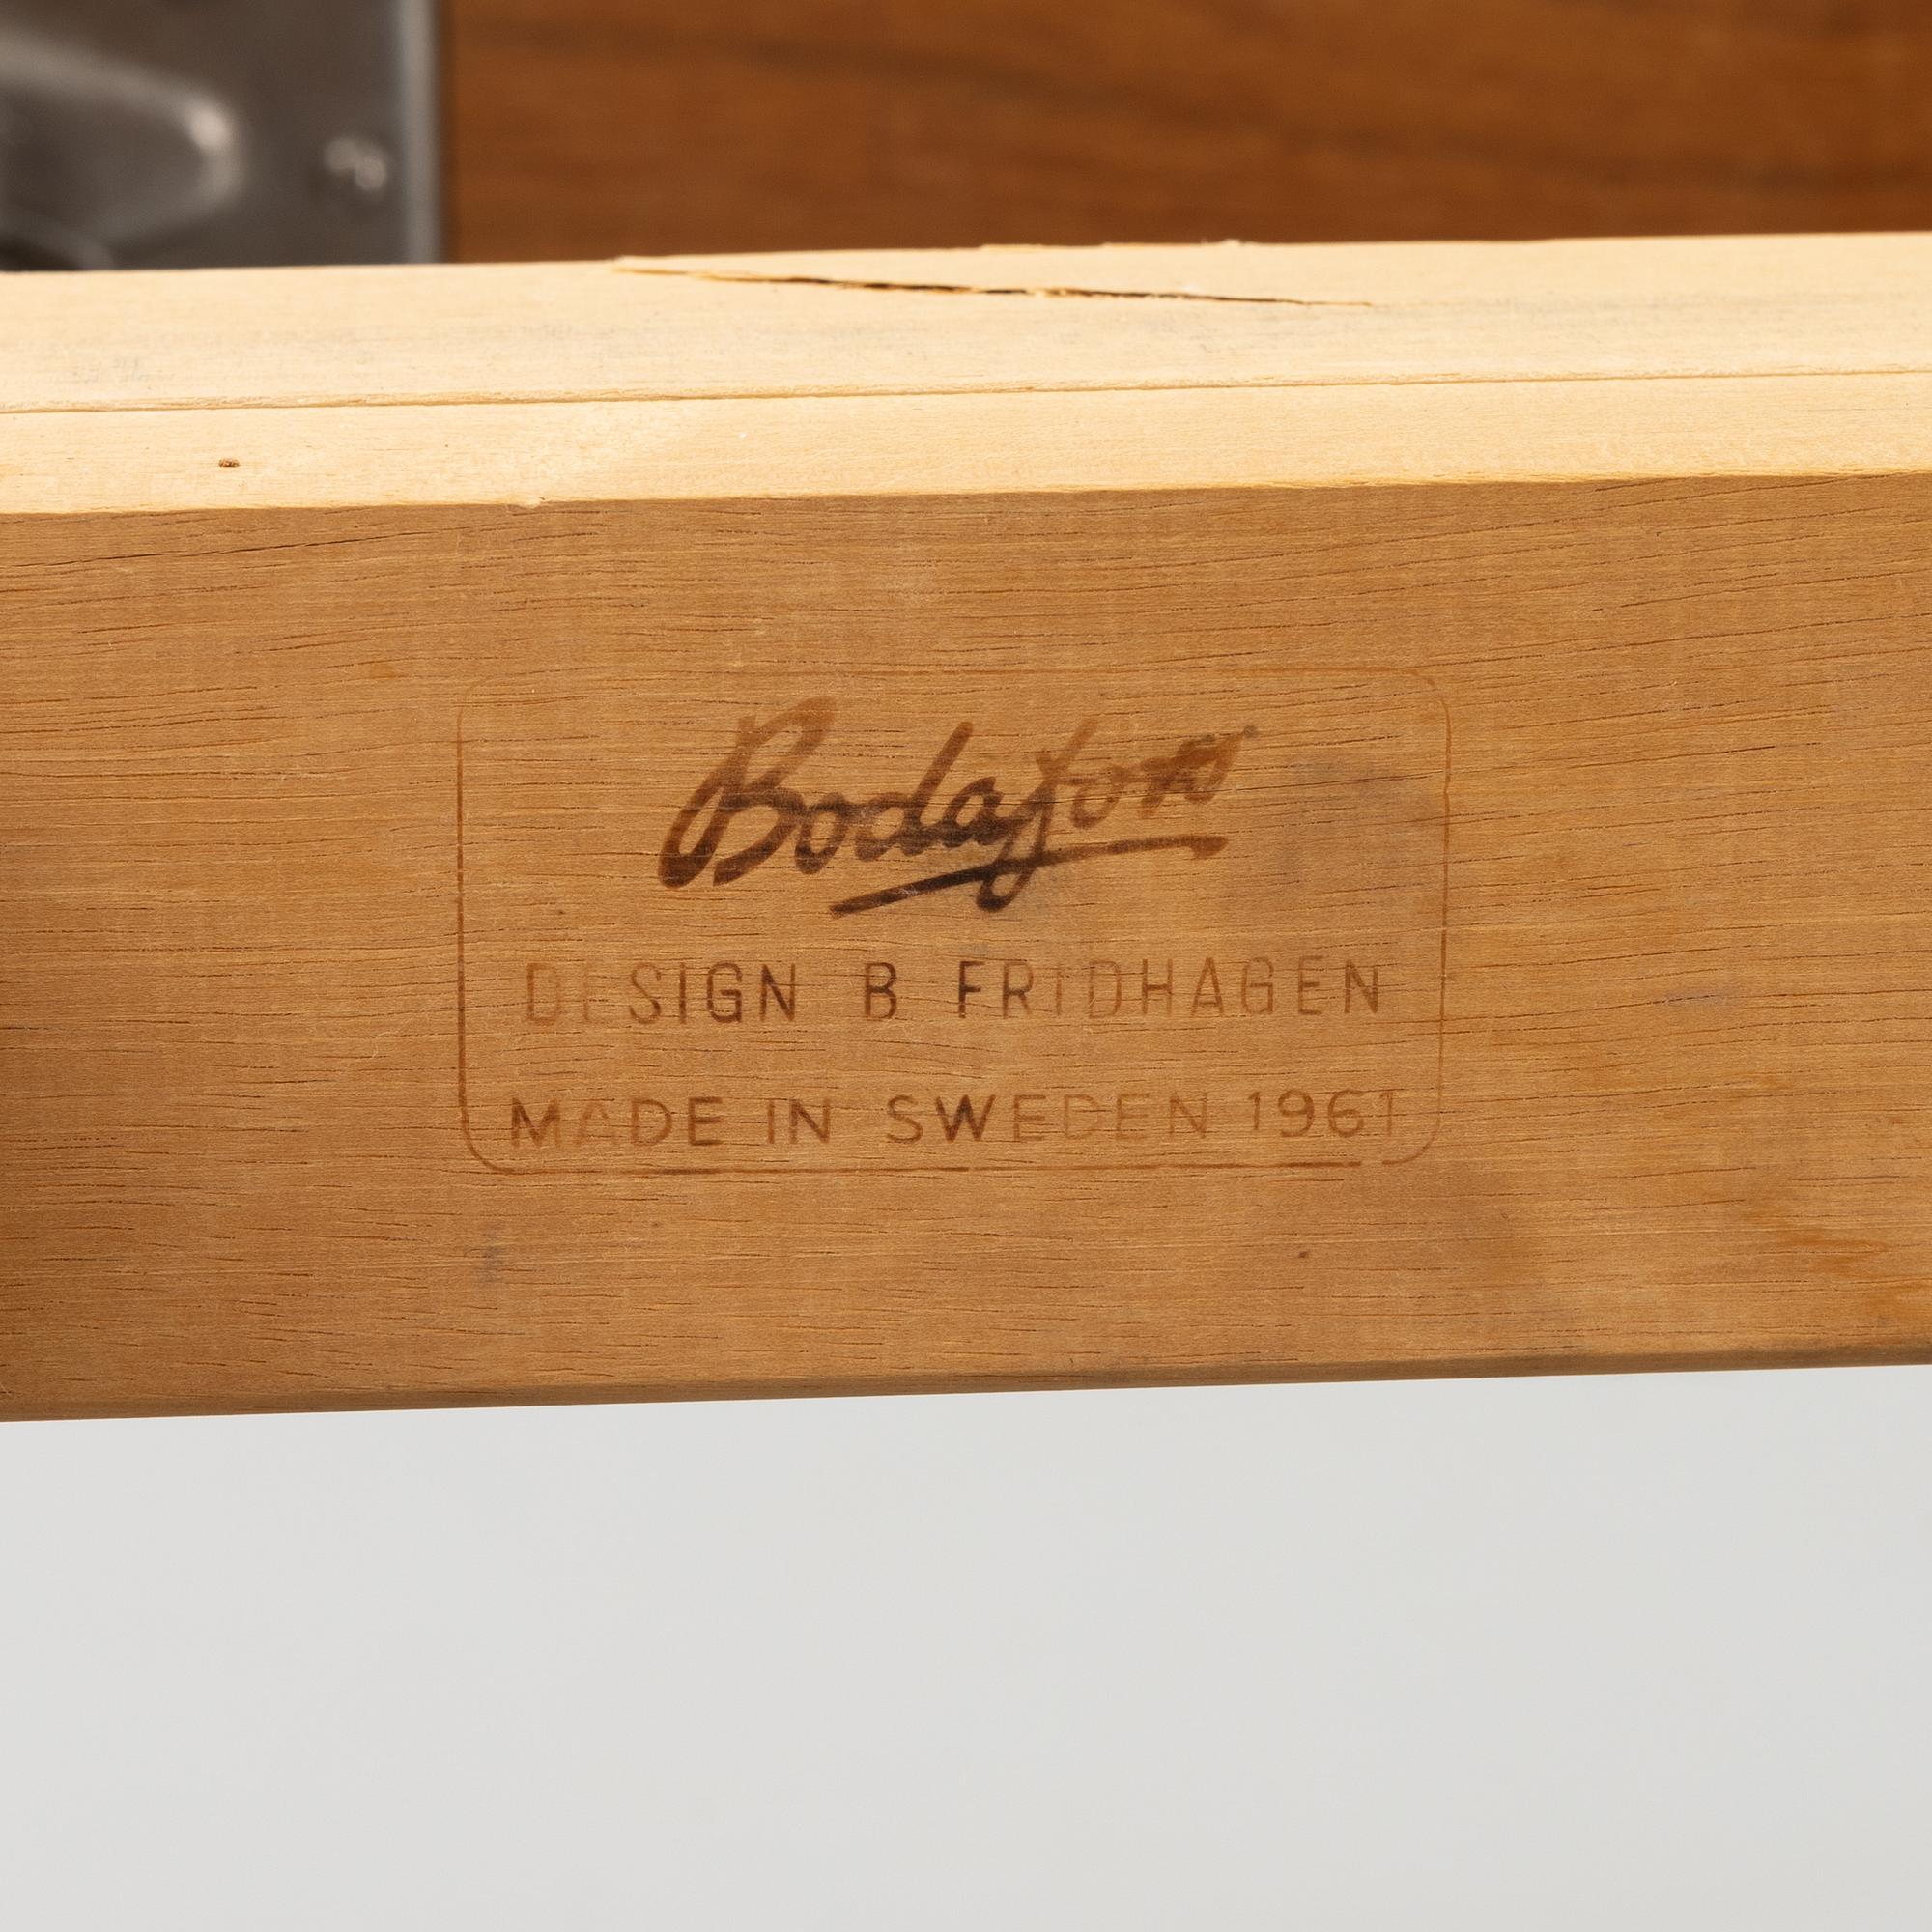 Bodafors
DESIGN B FRIDHAGEN
MADE IN SWEDEN 1961